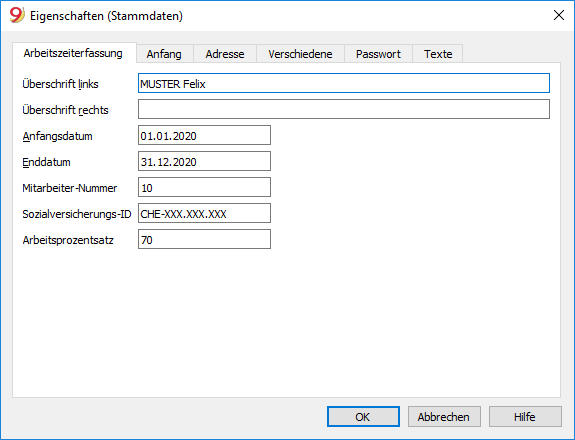 9 Eigenschaften (Stammdaten)
Arbeitszeiterfassung Anfang Adresse Verschiedene Passwort Texte
Überschrift links MUSTER Felix
Überschrift rechts
Anfangsdatum 01.01.2020
Enddatum 31.12.2020
Mitarbeiter-Nummer 10
Sozialversicherungs-ID CHE-XXX.XXX.XXX
Arbeitsprozentsatz 70
OK Abbrechen Hilfe